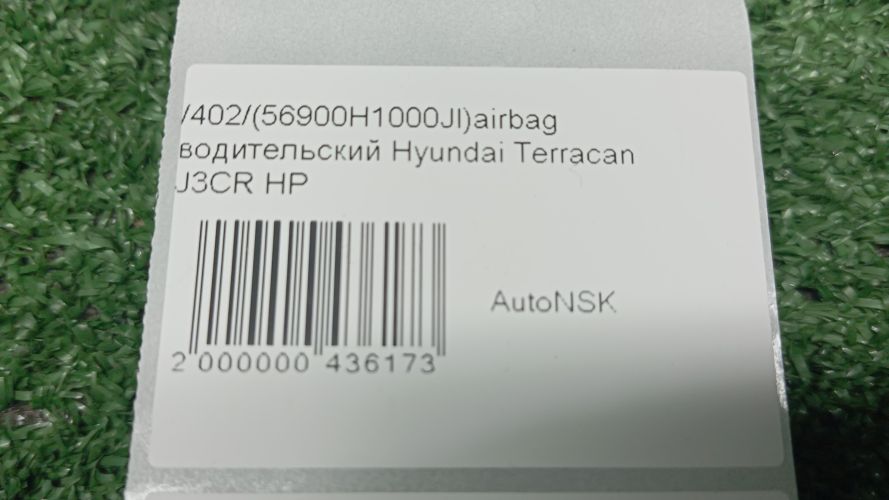 /402/(56900H1000JI)airbag
водительский Hyundai Terracan
J3CR HP
AutoNSK
2 000000 436173